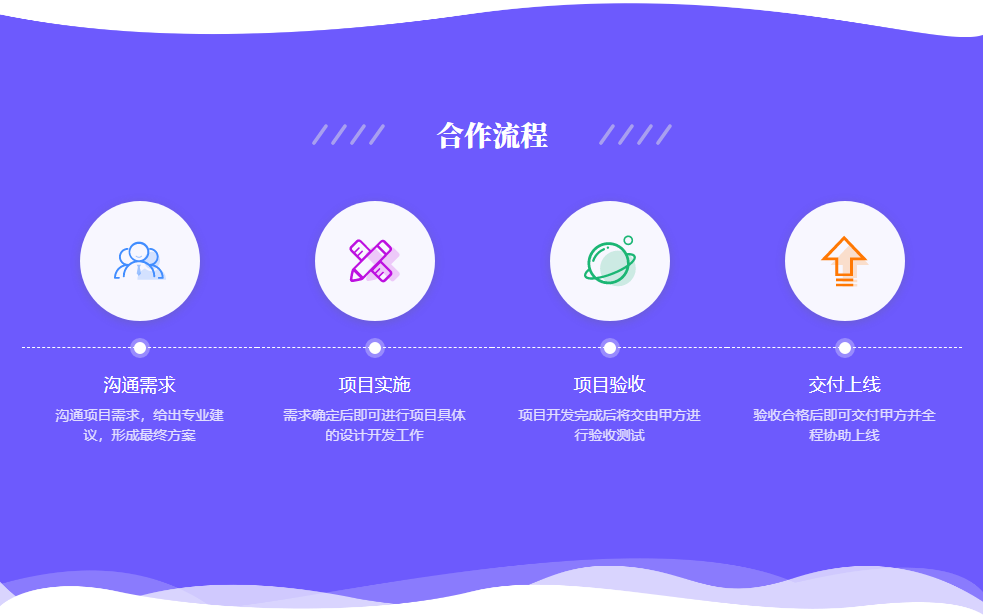 合作流程
沟通需求
沟通项目需求，给出专业建
议，形成最终方案
项目实施
需求确定后即可进行项目具体
的设计开发工作
项目验收
项目开发完成后将交由甲方进
行验收测试
交付上线
验收合格后即可交付甲方并全
程协助上线